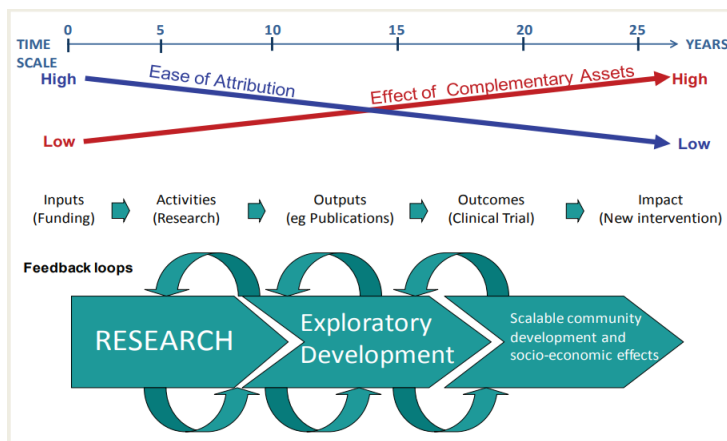 0 5 10 15 20 25
TIME SCALE YEARS
High Ease of Attribution Effect of Complementary Assets High
Low Low
Inputs Activities Outputs Outcomes Impact
(Funding) (Research) (eg Publications) (Clinical Trial) (New intervention)
Feedback loops
RESEARCH
Exploratory
Development
Scalable community
development and
socio-economic effects